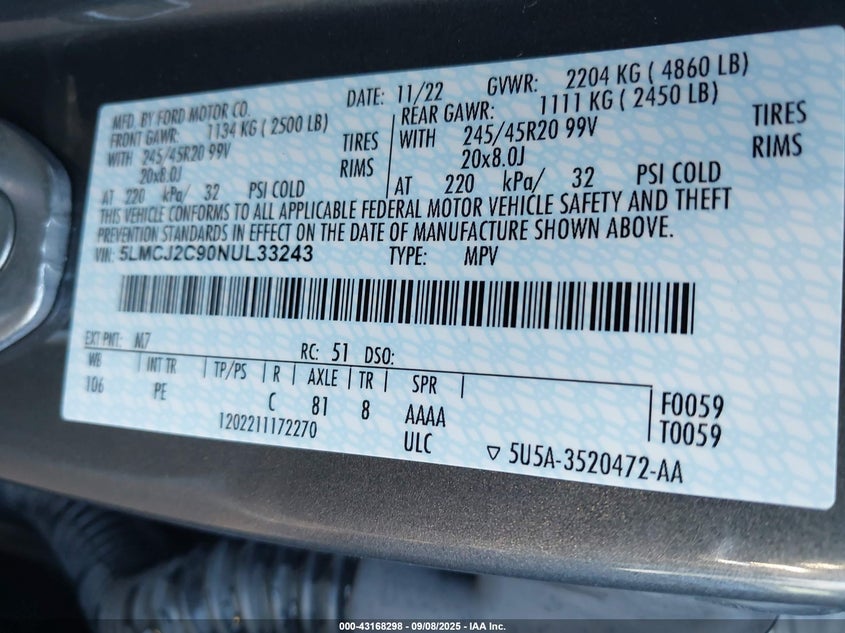 MFD. BY FORD MOTOR CO. DATE: 11/22 GVWR: 2204 KG ( 4860 LB)
FRONT GAWR: 1134 KG ( 2500 LB) REAR GAWR: 1111 KG ( 2450 LB)
WITH 245/45R20 99V TIRES WITH 245/45R20 99V TIRES
20x8.0J RIMS 20x8.0J RIMS
AT 220 kPa/ 32 PSI COLD AT 220 kPa/ 32 PSI COLD
THIS VEHICLE CONFORMS TO ALL APPLICABLE FEDERAL MOTOR VEHICLE SAFETY AND THEFT
PREVENTION STANDARDS IN EFFECT ON THE DATE OF MANUFACTURE SHOWN ABOVE.
VIN: 5LMCJ2C90NUL33243 TYPE: MPV
EXT PNT: M7 RC: 51 DSO:
WB INT TR TP/PS R AXLE TR SPR
106 PE C 81 8 AAAA F0059
1202211172270 ULC T0059
5U5A-3520472-AA
000-43168298 - 09/08/2025 - IAA Inc.